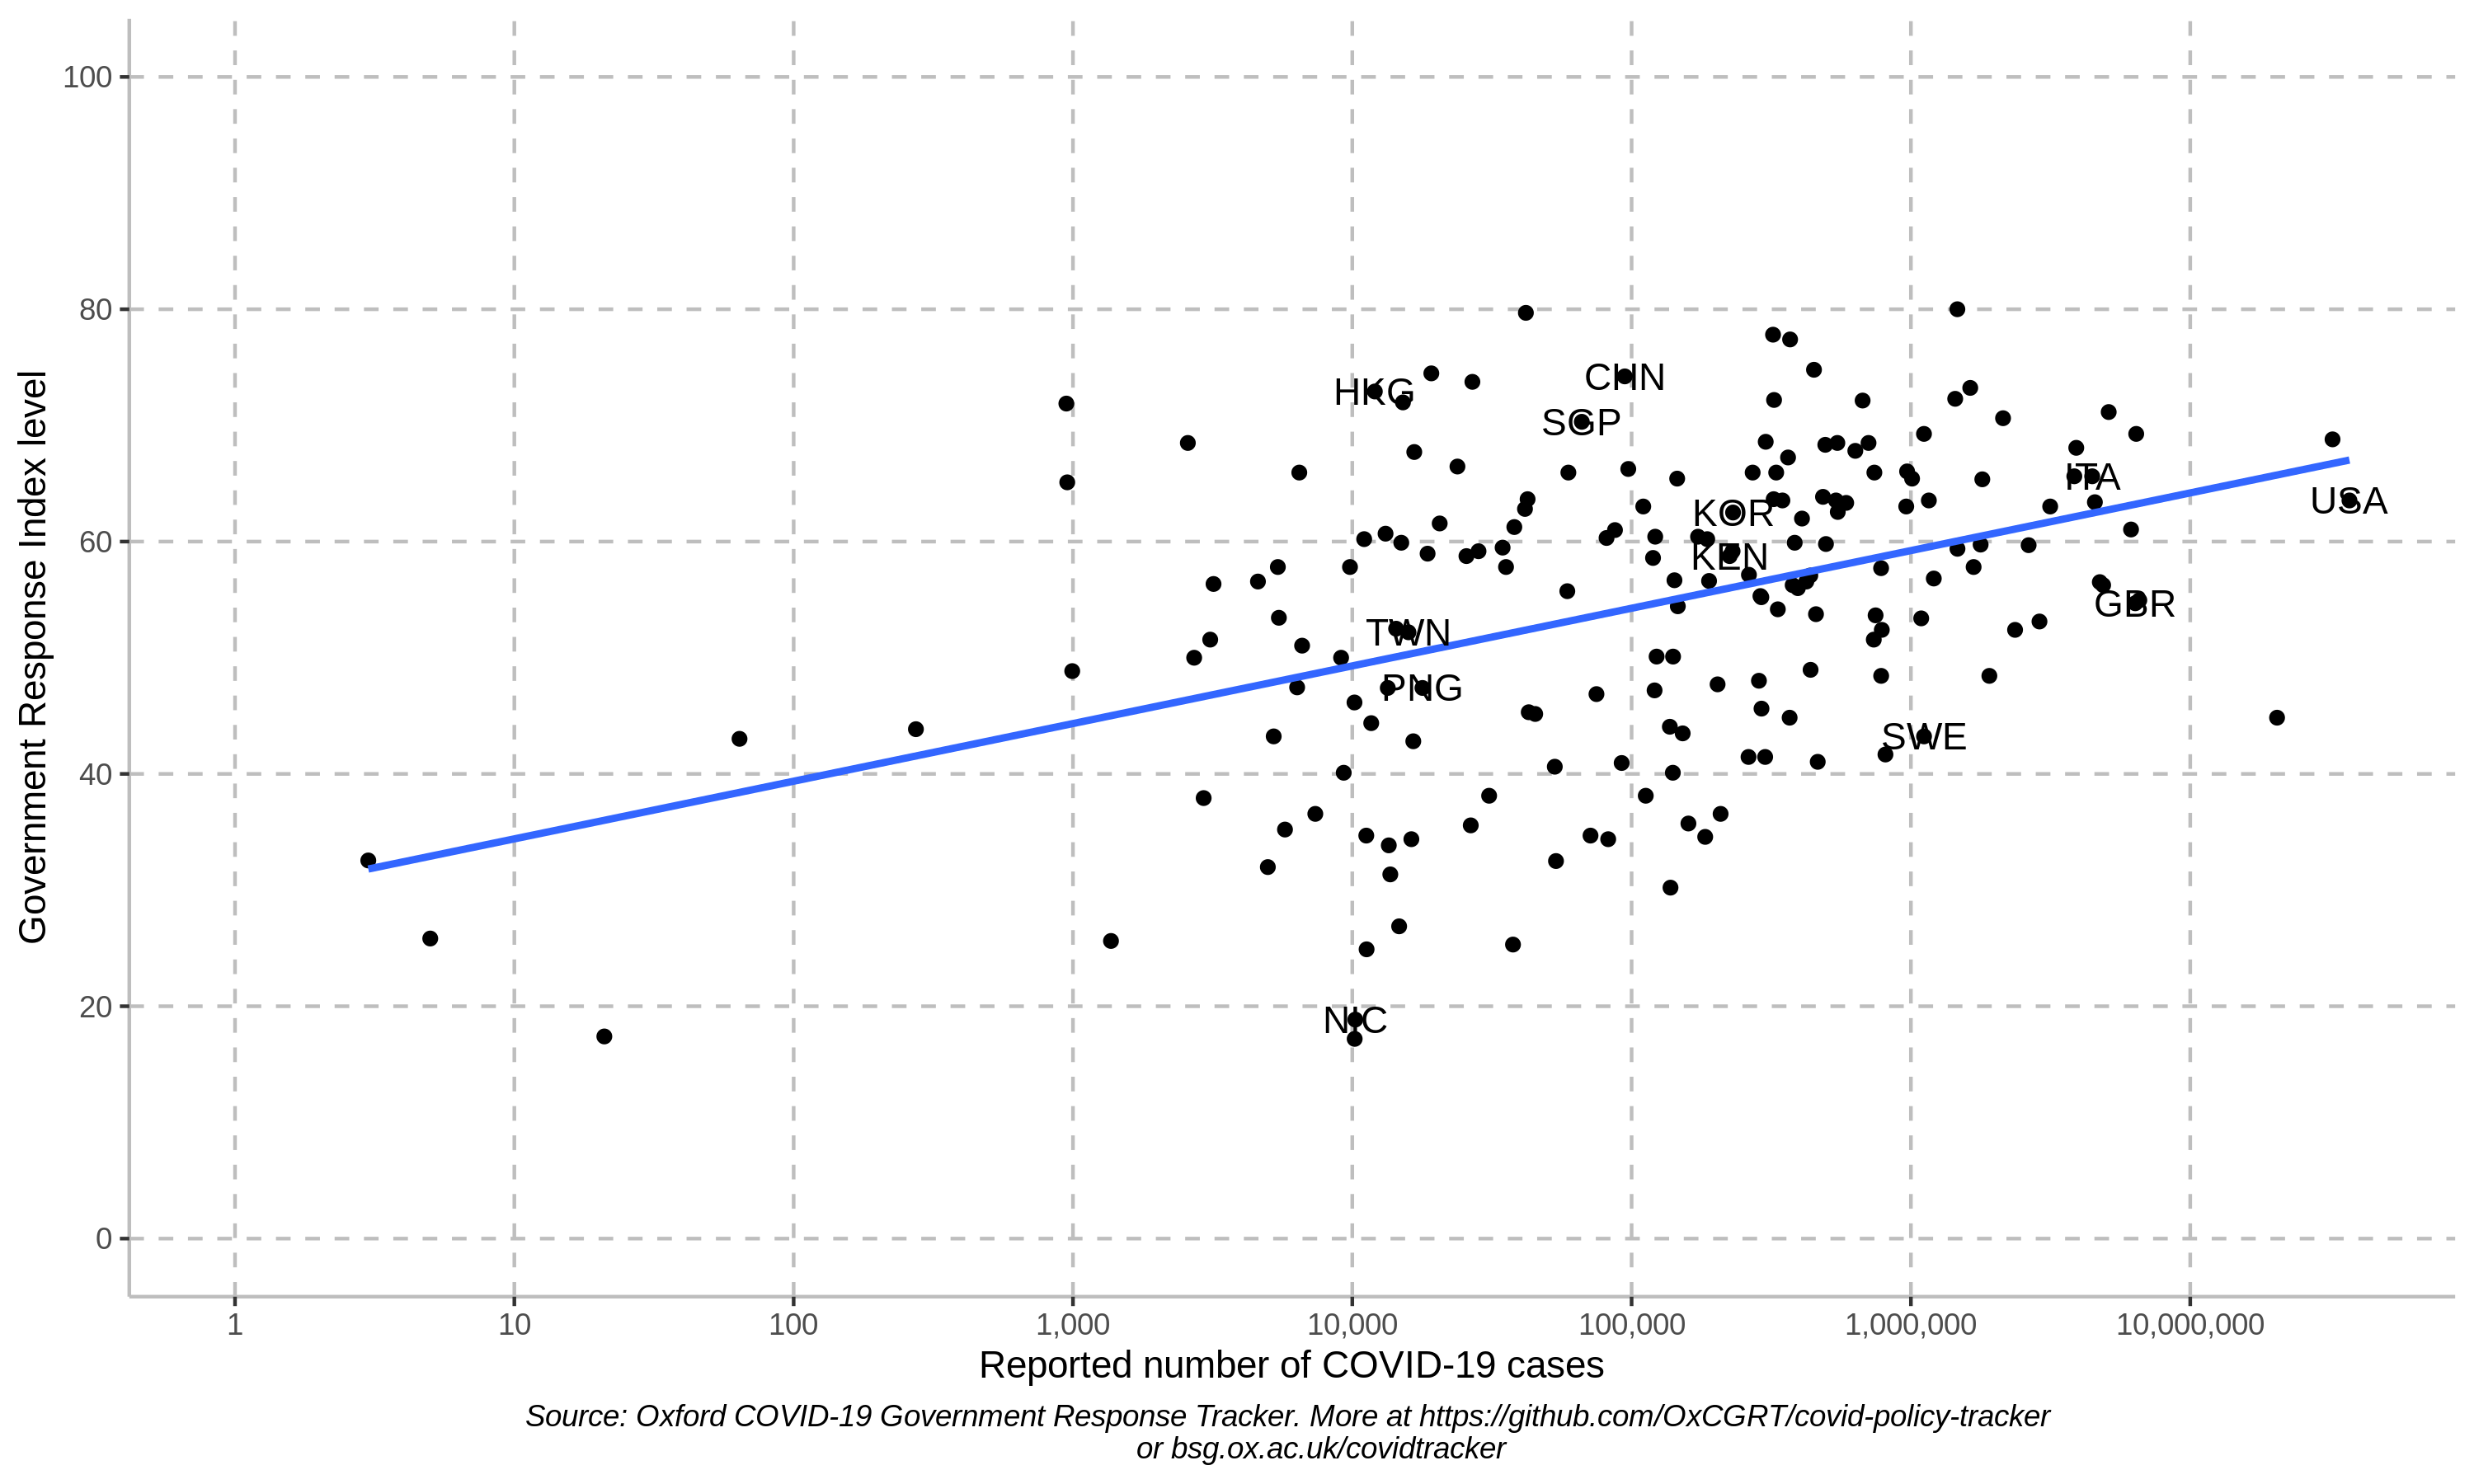 Government Response Index level
100
80
60
40
20
0
HKG
CHN
SGP
ITA
USA
KOR
KEN
GBR
TWN
PNG
SWE
NIC
1
10
100
1,000
10,000
100,000
1,000,000
10,000,000
Reported number of COVID-19 cases
Source: Oxford COVID-19 Government Response Tracker. More at https://github.com/OxCGRT/covid-policy-tracker
or bsg.ox.ac.uk/covidtracker